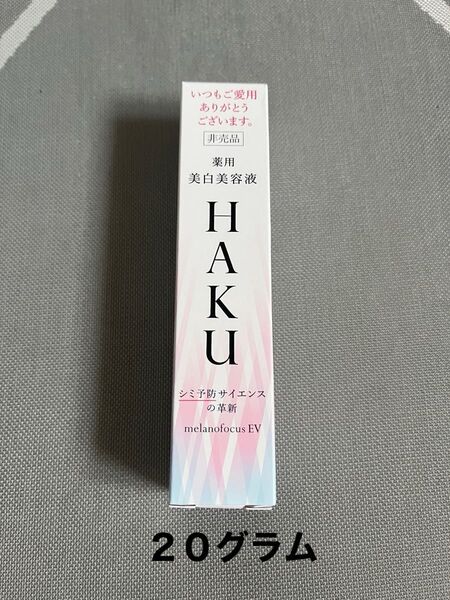 いつもご愛用
ありがとう
ございます。
非売品
薬用
美白美容液
HAKU
シミ予防サイエンス
の革新
melanofocus EV
２０グラム